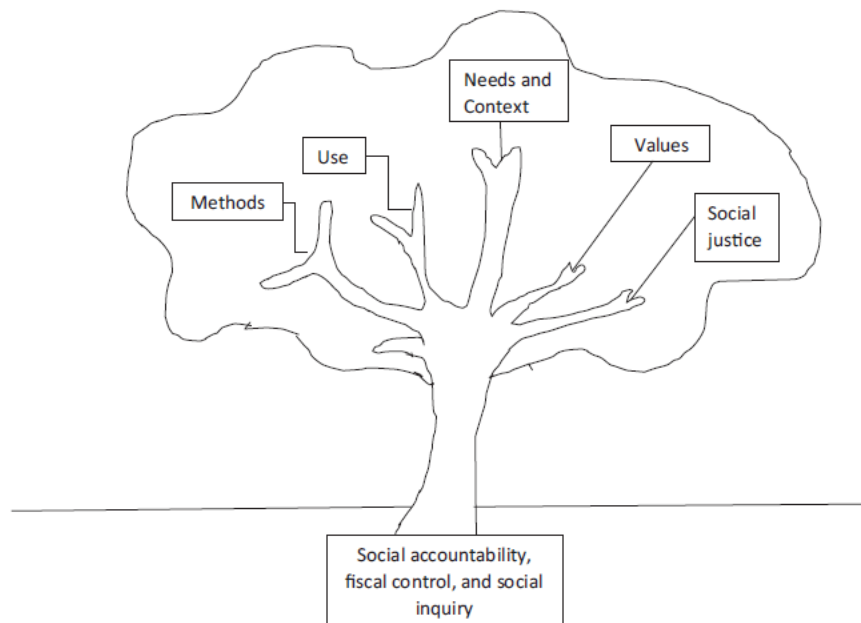 Needs and
Context
Use
Values
Methods
Social
justice
Social accountability,
fiscal control, and social
inquiry